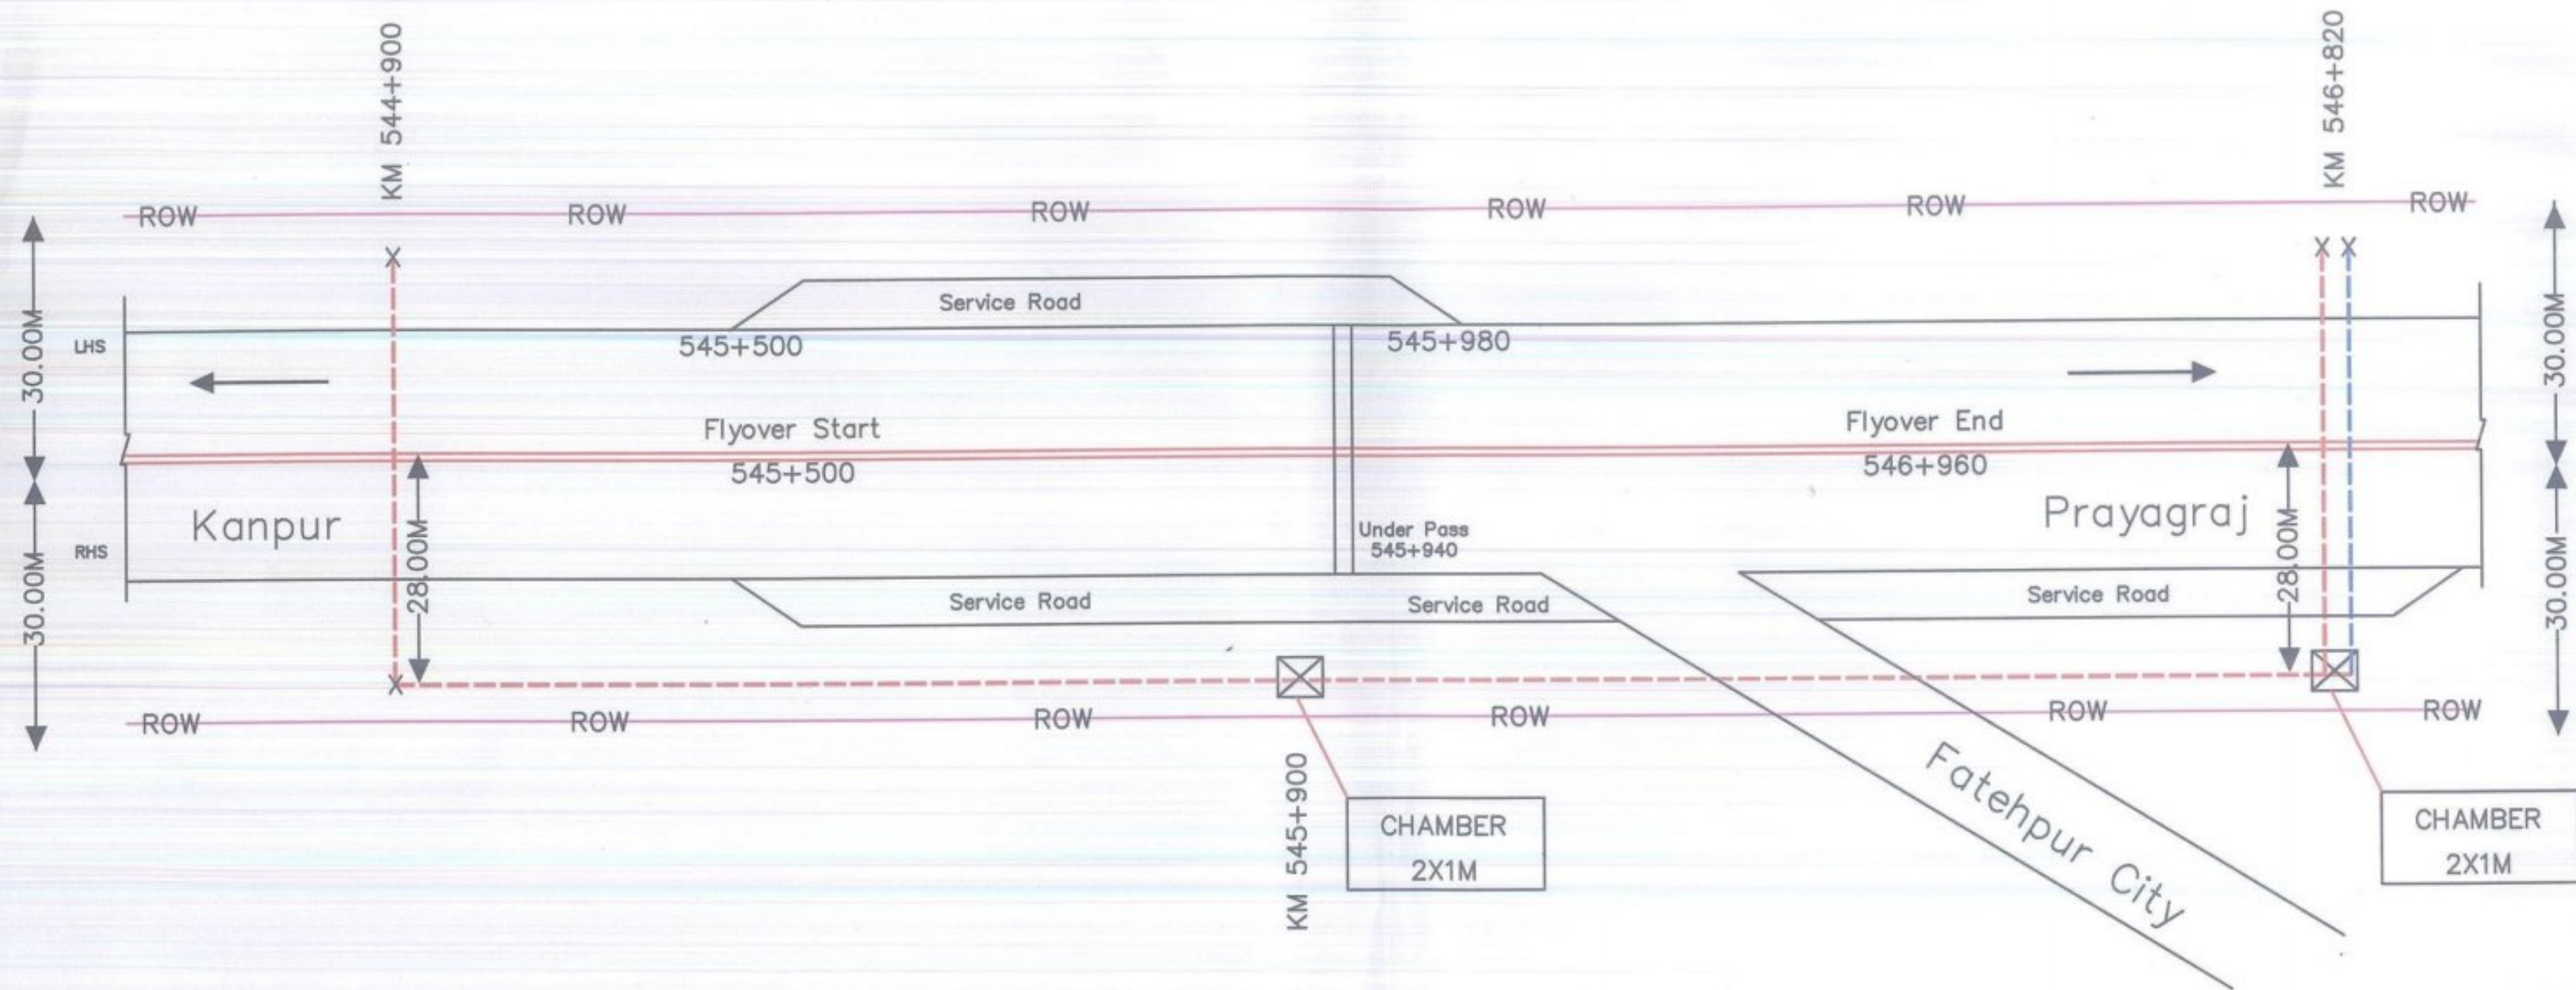 KM 544+900
KM 546+820
ROW
ROW
ROW
ROW
ROW
ROW
30.00M
30.00M
Service Road
LHS
545+500
545+980
Flyover Start
545+500
Flyover End
546+960
Kanpur
Prayagraj
RHS
Under Pass
545+940
28.00M
28.00M
30.00M
30.00M
Service Road
Service Road
Service Road
ROW
ROW
ROW
ROW
ROW
ROW
KM 545+900
CHAMBER
2X1M
Fatehpur City
CHAMBER
2X1M
X
X
X
X